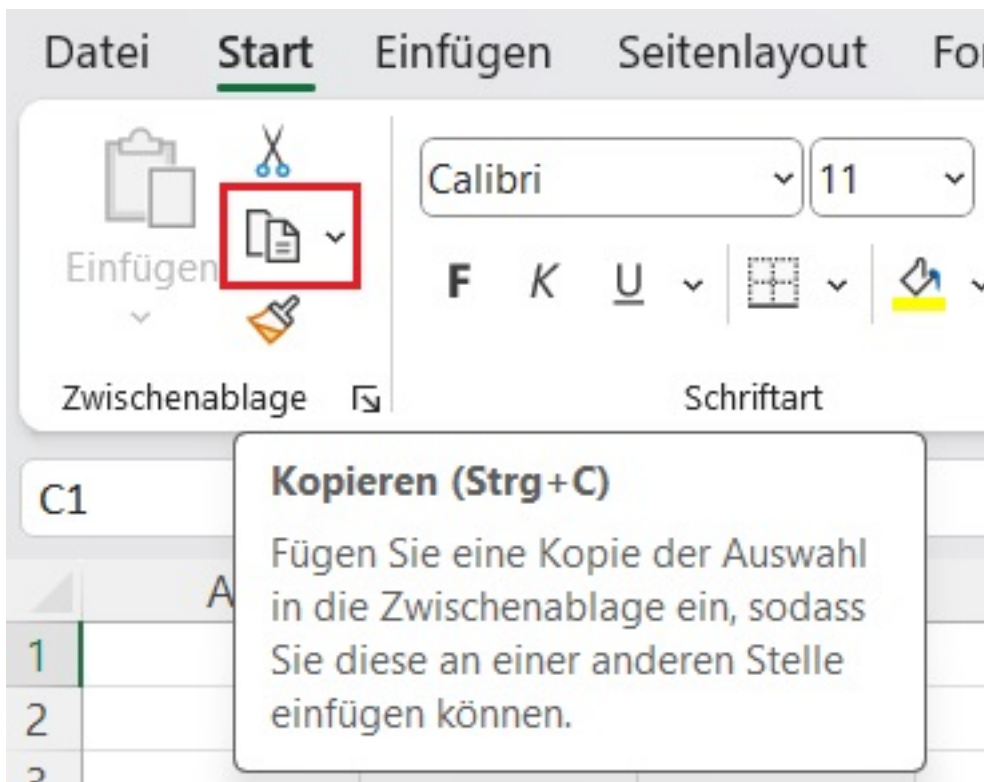 Datei Start Einfügen Seitenlayout
Calibri 11
Einfügen
F K U
Zwischenablage Schriftart
C1
Kopieren (Strg+C)
Fügen Sie eine Kopie der Auswahl
in die Zwischenablage ein, sodass
Sie diese an einer anderen Stelle
einfügen können.
A
1
2